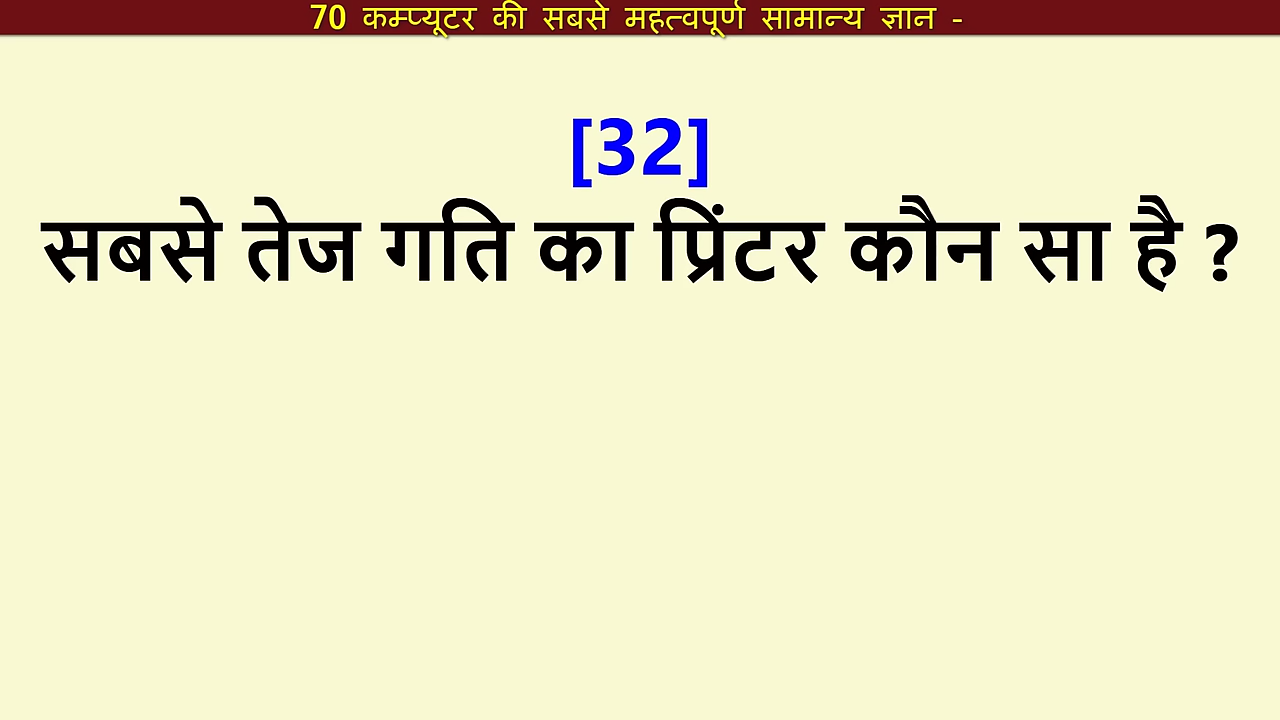 70 कम्प्यूटर की सबसे महत्वपूर्ण सामान्य ज्ञान -
[32]
सबसे तेज गति का प्रिंटर कौन सा है ?